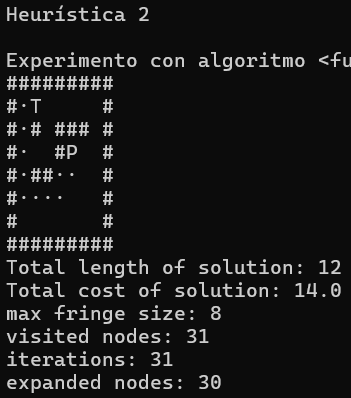 Heurística 2

Experimento con algoritmo <fu
#########
#·T     #
#·# ### #
#·  #P  #
#·##··  #
#····   #
#       #
#########
Total length of solution: 12
Total cost of solution: 14.0
max fringe size: 8
visited nodes: 31
iterations: 31
expanded nodes: 30